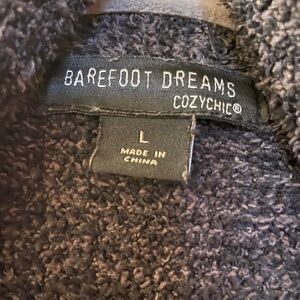 BAREFOOT DREAMS
COZYCHIC®
L
MADE IN
CHINA